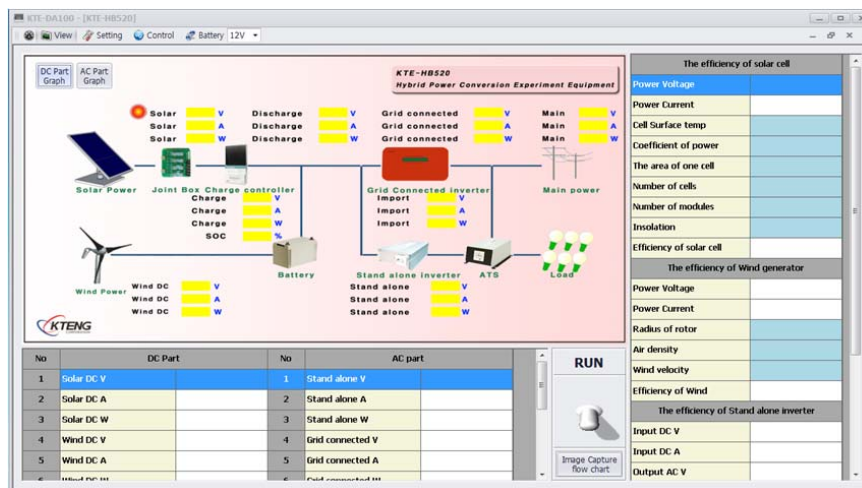 KTE-DA100 - [KTE-HB520]
View Setting Control Battery 12V
DC Part Graph
AC Part Graph
KTE-HB520
Hybrid Power Conversion Experiment Equipment
Solar V Discharge V Grid connected V Main V
Solar A Discharge A Grid connected A Main A
Solar W Discharge W Grid connected W Main W
Solar Power Joint Box Charge controller Grid Connected inverter Main power
Charge V Import V
Charge A Import A
Charge W Import W
SOC %
Battery Stand alone inverter ATS Load
Wind Power
Wind DC V Stand alone V
Wind DC A Stand alone A
Wind DC W Stand alone W
KTENG
No DC Part No AC part
1 Solar DC V 1 Stand alone V
2 Solar DC A 2 Stand alone A
3 Solar DC W 3 Stand alone W
4 Wind DC V 4 Grid connected V
5 Wind DC A 5 Grid connected A
6 Wind DC W 6 Grid connected W
RUN
Image Capture
flow chart
The efficiency of solar cell
Power Voltage
Power Current
Cell Surface temp
Coefficient of power
The area of one cell
Number of cells
Number of modules
Insolation
Efficiency of solar cell
The efficiency of Wind generator
Power Voltage
Power Current
Radius of rotor
Air density
Wind velocity
Efficiency of Wind
The efficiency of Stand alone inverter
Input DC V
Input DC A
Output AC V